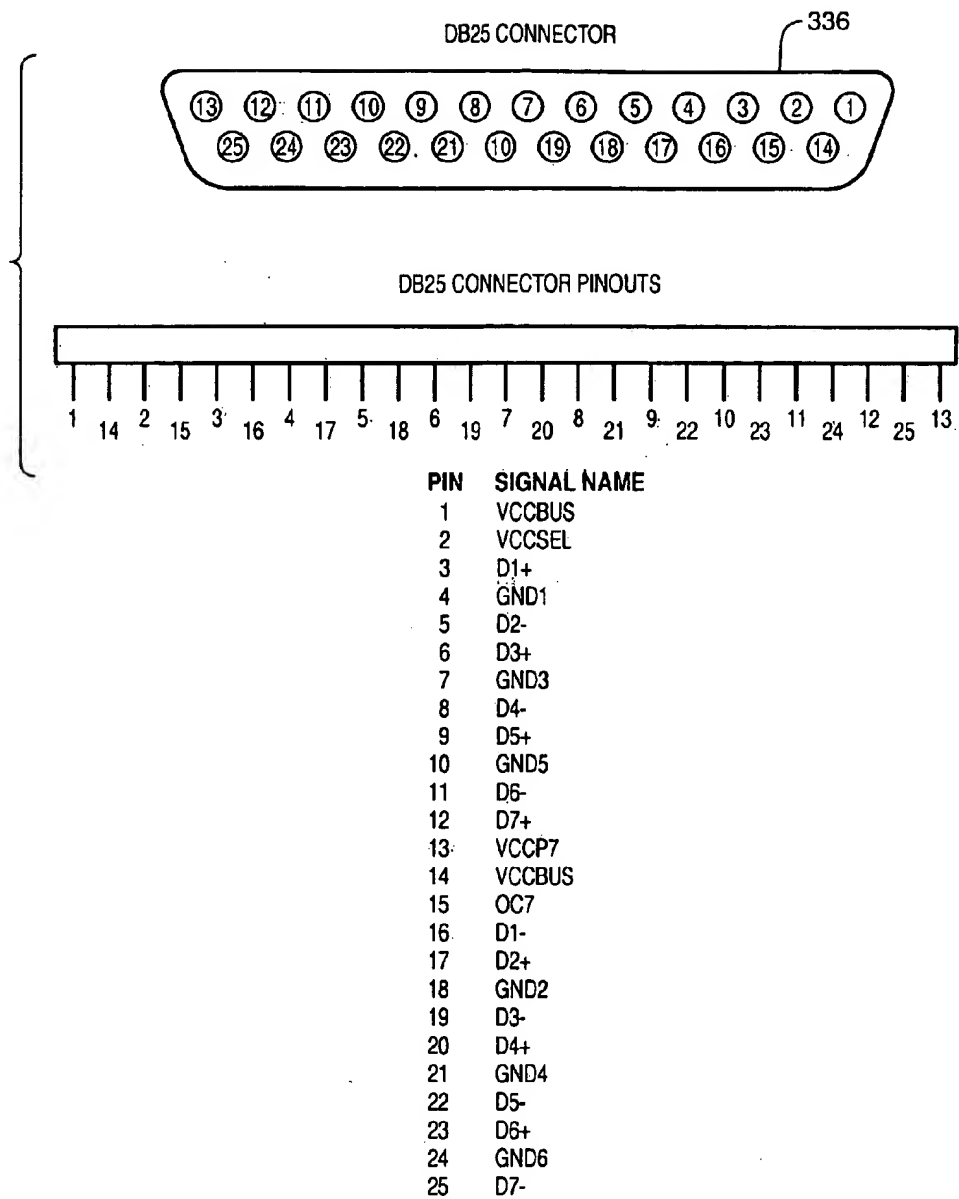 DB25 CONNECTOR
336
13 12 11 10 9 8 7 6 5 4 3 2 1
25 24 23 22 21 10 19 18 17 16 15 14
DB25 CONNECTOR PINOUTS
1 14 2 15 3 16 4 17 5 18 6 19 7 20 8 21 9 22 10 23 11 24 12 25 13
PIN SIGNAL NAME
1 VCCBUS
2 VCCSEL
3 D1+
4 GND1
5 D2-
6 D3+
7 GND3
8 D4-
9 D5+
10 GND5
11 D6-
12 D7+
13 VCCP7
14 VCCBUS
15 OC7
16 D1-
17 D2+
18 GND2
19 D3-
20 D4+
21 GND4
22 D5-
23 D6+
24 GND6
25 D7-